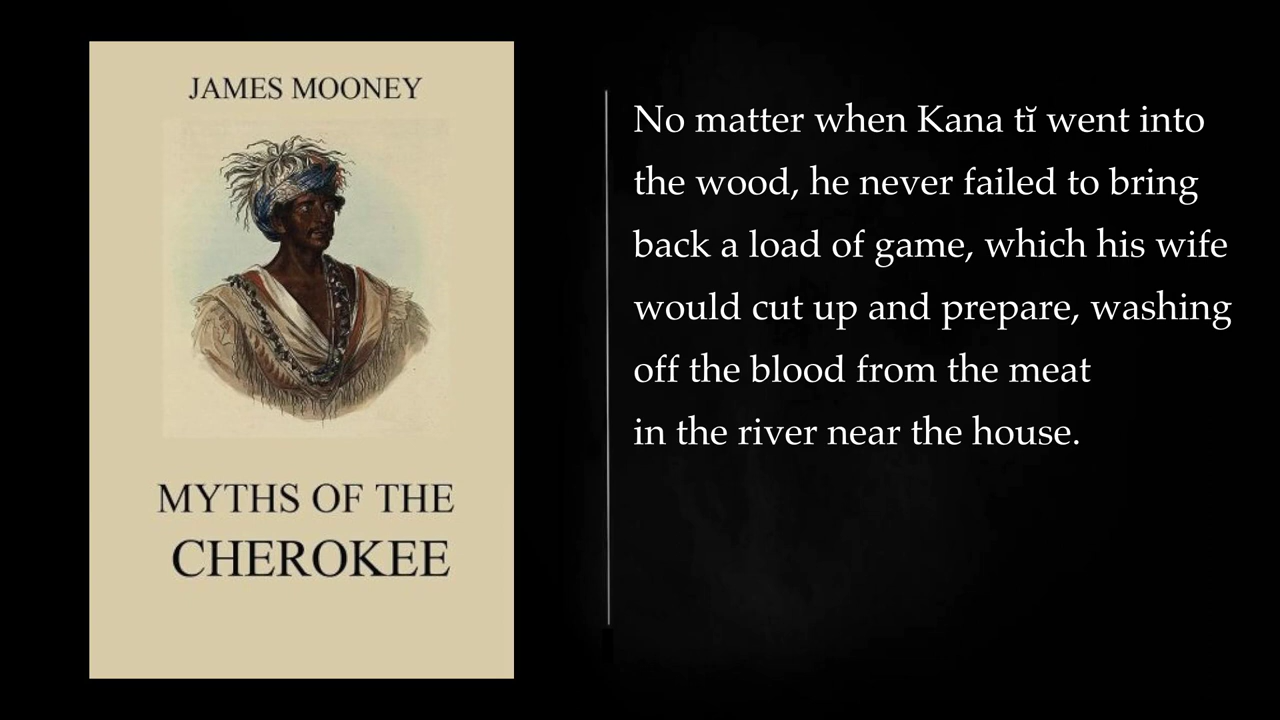 JAMES MOONEY
MYTHS OF THE
CHEROKEE
No matter when Kana tĭ went into
the wood, he never failed to bring
back a load of game, which his wife
would cut up and prepare, washing
off the blood from the meat
in the river near the house.